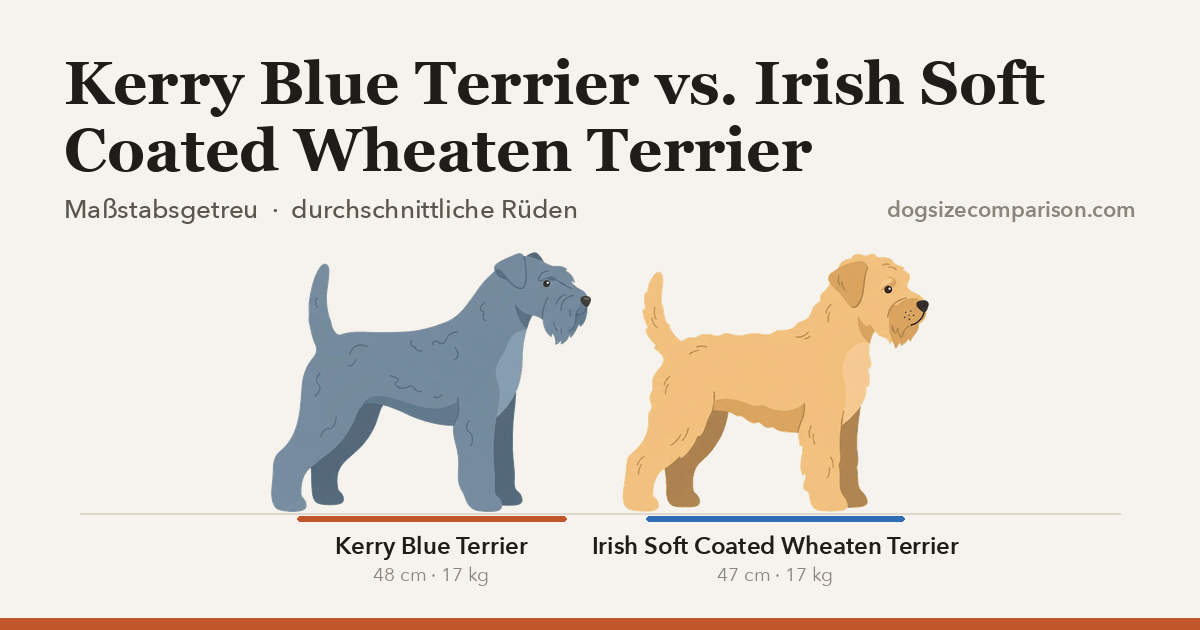 Kerry Blue Terrier vs. Irish Soft
Coated Wheaten Terrier
Maßstabsgetreu · durchschnittliche Rüden
dogsizecomparison.com
Kerry Blue Terrier
48 cm · 17 kg
Irish Soft Coated Wheaten Terrier
47 cm · 17 kg